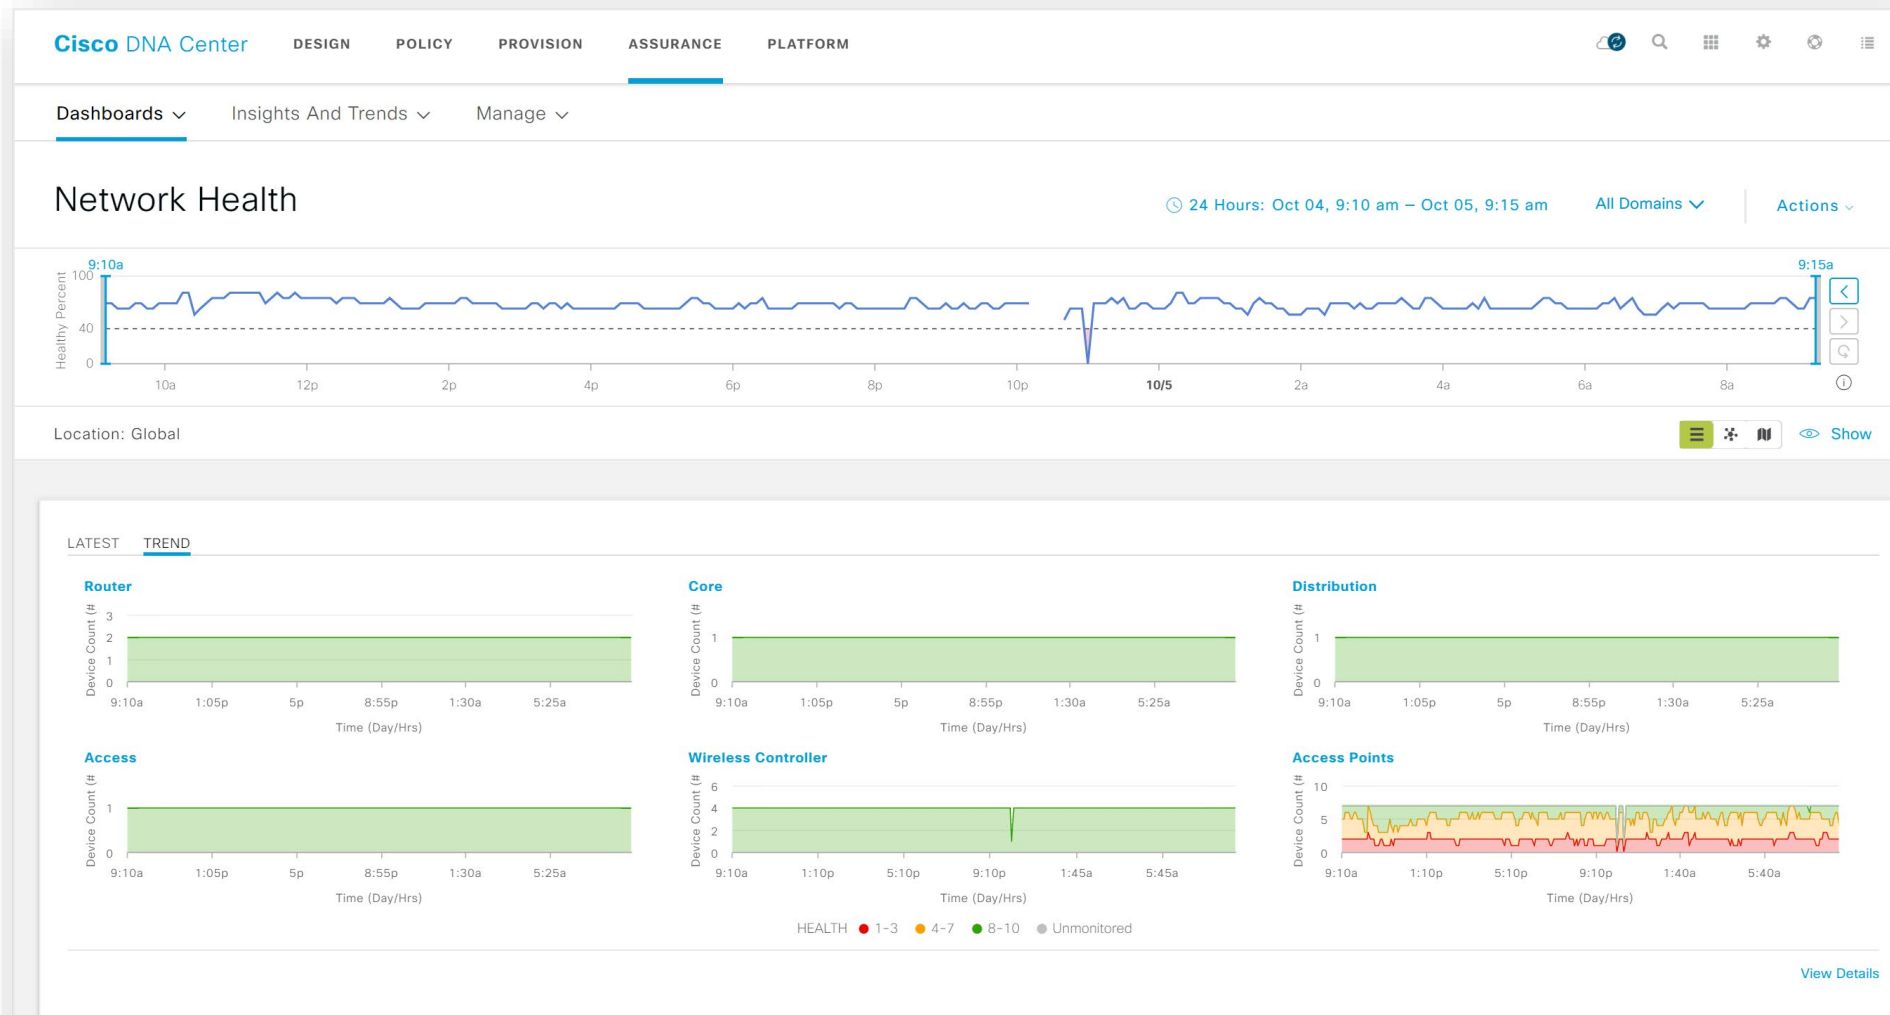 Cisco DNA Center DESIGN POLICY PROVISION ASSURANCE PLATFORM
Dashboards Insights And Trends Manage
Network Health
24 Hours: Oct 04, 9:10 am – Oct 05, 9:15 am All Domains Actions
9:10a 9:15a
Healthy Percent
100
40
0
10a 12p 2p 4p 6p 8p 10p 10/5 2a 4a 6a 8a
Location: Global Show
LATEST TREND
Router
Device Count (#
3
2
1
0
9:10a 1:05p 5p 8:55p 1:30a 5:25a
Time (Day/Hrs)
Core
Device Count (#
1
0
9:10a 1:05p 5p 8:55p 1:30a 5:25a
Time (Day/Hrs)
Distribution
Device Count (#
1
0
9:10a 1:05p 5p 8:55p 1:30a 5:25a
Time (Day/Hrs)
Access
Device Count (#
1
0
9:10a 1:05p 5p 8:55p 1:30a 5:25a
Time (Day/Hrs)
Wireless Controller
Device Count (#
6
4
2
0
9:10a 1:10p 5:10p 9:10p 1:45a 5:45a
Time (Day/Hrs)
Access Points
Device Count (#
10
5
0
9:10a 1:10p 5:10p 9:10p 1:40a 5:40a
Time (Day/Hrs)
HEALTH 1-3 4-7 8-10 Unmonitored
View Details